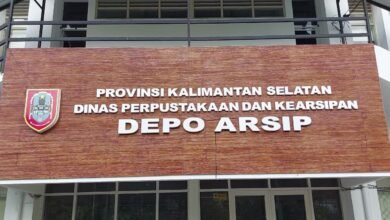 PROVINSI KALIMANTAN SELATAN
DINAS PERPUSTAKAAN DAN KEARSIPAN
DEPO ARSIP